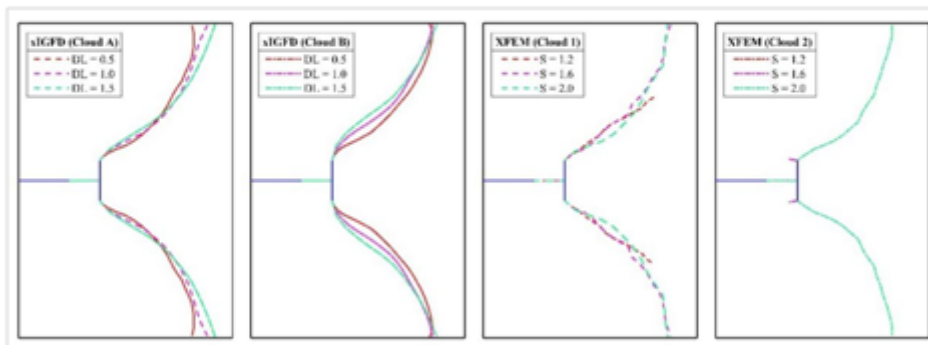 xIGFD (Cloud A)
DL = 0.5
DL = 1.0
DL = 1.5
xIGFD (Cloud B)
DL = 0.5
DL = 1.0
DL = 1.5
XFEM (Cloud 1)
S = 1.2
S = 1.6
S = 2.0
XFEM (Cloud 2)
S = 1.2
S = 1.6
S = 2.0